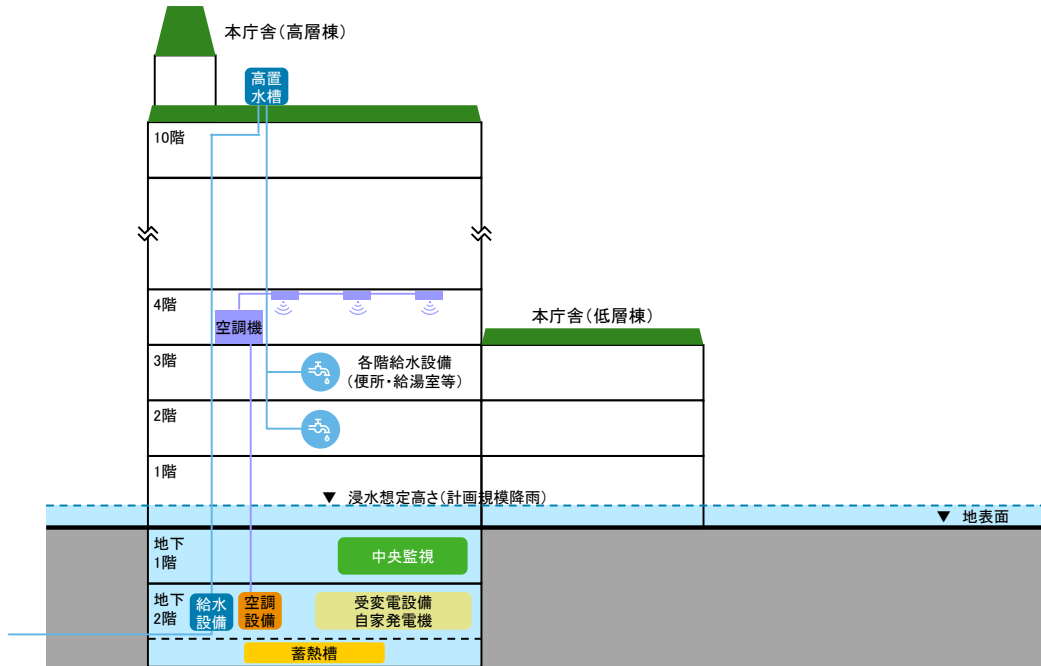 本庁舎(高層棟)
高置
水槽
10階
4階
空調機
本庁舎(低層棟)
3階
各階給水設備
(便所・給湯室等)
2階
1階
▼ 浸水想定高さ(計画規模降雨)
▼ 地表面
地下
1階
中央監視
地下
2階
給水
設備
空調
設備
受変電設備
自家発電機
蓄熱槽